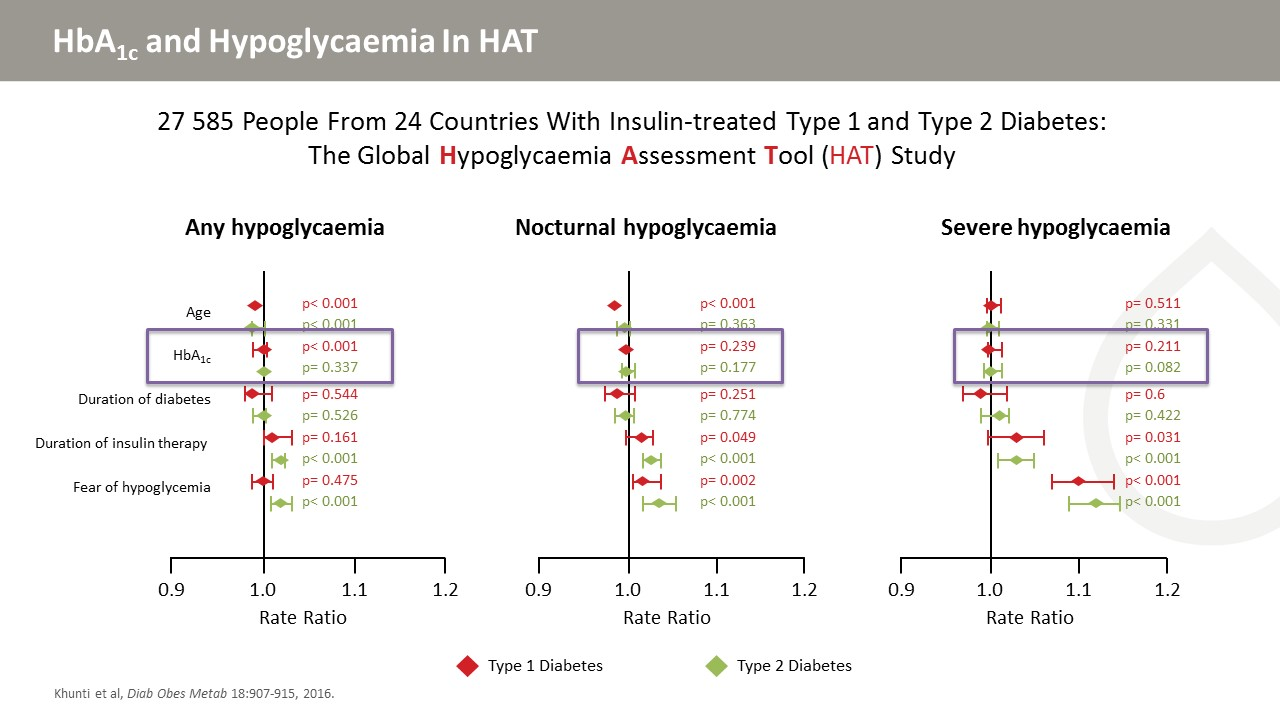 HbA1c and Hypoglycaemia In HAT
27 585 People From 24 Countries With Insulin-treated Type 1 and Type 2 Diabetes:
The Global Hypoglycaemia Assessment Tool (HAT) Study
Any hypoglycaemia
Nocturnal hypoglycaemia
Severe hypoglycaemia
Age
HbA1c
Duration of diabetes
Duration of insulin therapy
Fear of hypoglycemia
p< 0.001
p< 0.001
p< 0.001
p= 0.337
p= 0.544
p= 0.526
p= 0.161
p< 0.001
p= 0.475
p< 0.001
0.9 1.0 1.1 1.2
Rate Ratio
p< 0.001
p= 0.363
p= 0.239
p= 0.177
p= 0.251
p= 0.774
p= 0.049
p< 0.001
p= 0.002
p< 0.001
0.9 1.0 1.1 1.2
Rate Ratio
p= 0.511
p= 0.331
p= 0.211
p= 0.082
p= 0.6
p= 0.422
p= 0.031
p< 0.001
p< 0.001
p< 0.001
0.9 1.0 1.1 1.2
Rate Ratio
Type 1 Diabetes
Type 2 Diabetes
Khunti et al, Diab Obes Metab 18:907-915, 2016.